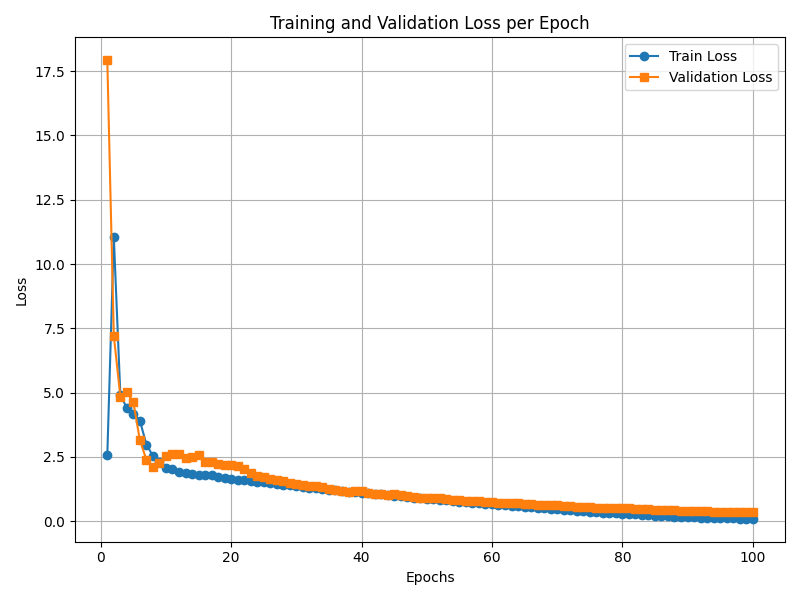 Training and Validation Loss per Epoch
Train Loss
Validation Loss
17.5
15.0
12.5
10.0
7.5
5.0
2.5
0.0
Loss
0 20 40 60 80 100
Epochs